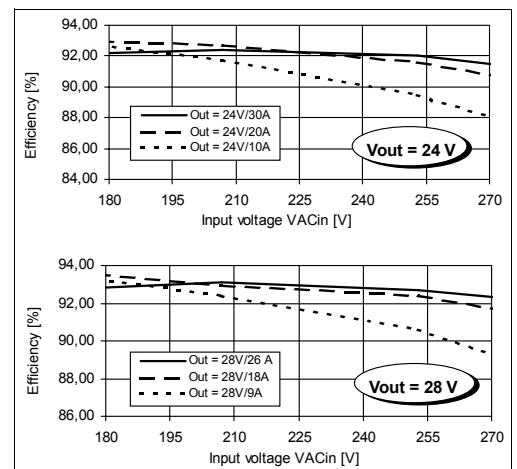 94,00
92,00
90,00
88,00
86,00
84,00
Efficiency [%]
Out = 24V/30A
Out = 24V/20A
Out = 24V/10A
Vout = 24 V
180 195 210 225 240 255 270
Input voltage VACin [V]
94,00
92,00
90,00
88,00
86,00
Efficiency [%]
Out = 28V/26 A
Out = 28V/18A
Out = 28V/9A
Vout = 28 V
180 195 210 225 240 255 270
Input voltage VACin [V]